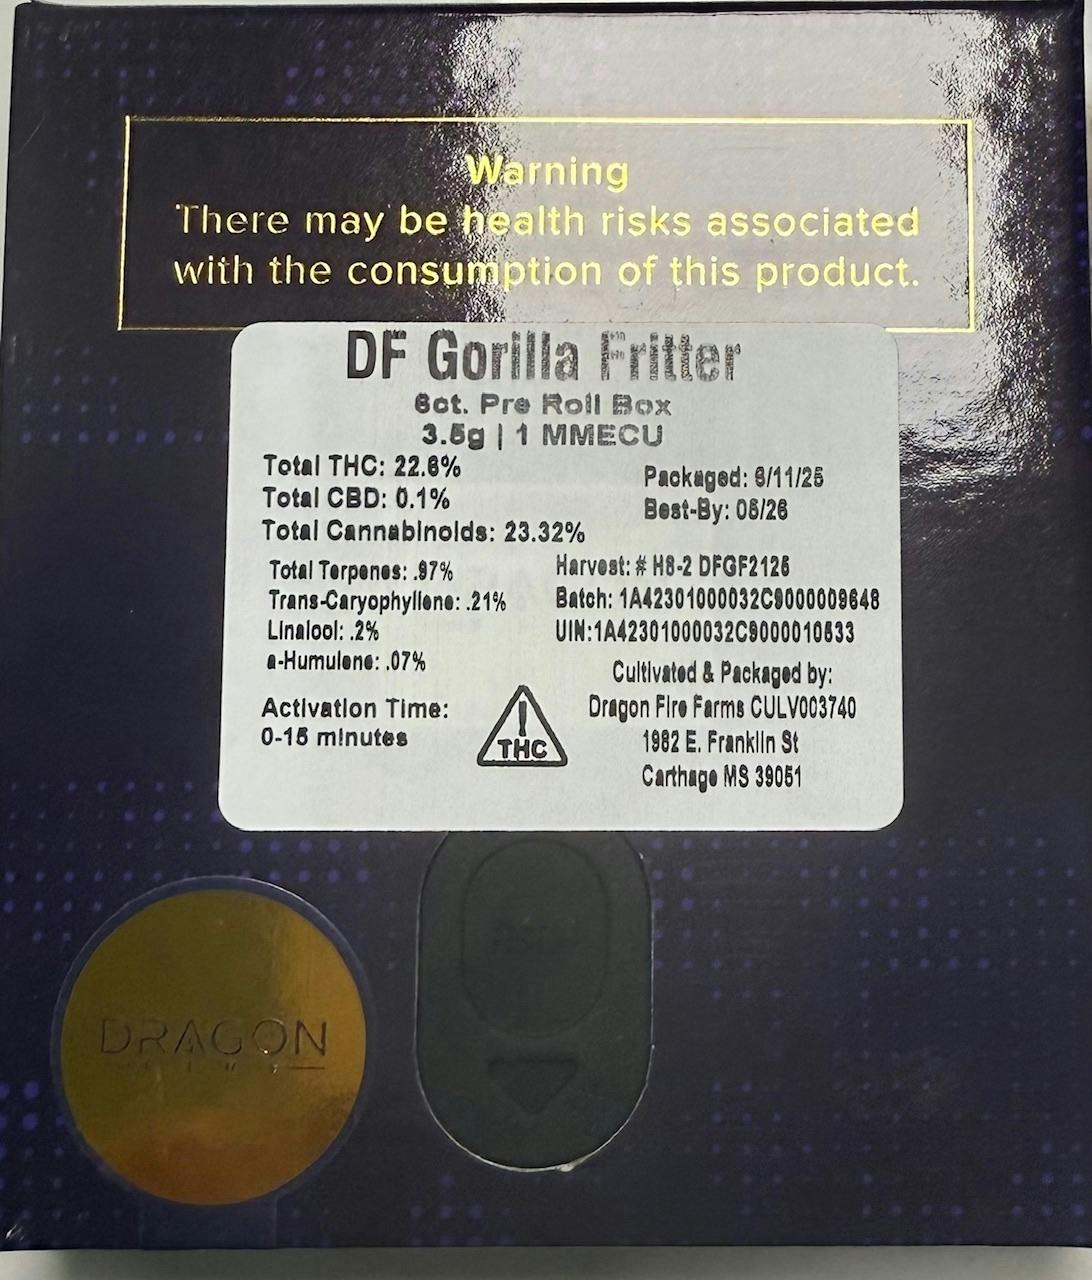 Warning
There may be health risks associated
with the consumption of this product.
DF Gorilla Fritter
6ct. Pre Roll Box
3.5g | 1 MMECU
Total THC: 22.6%
Total CBD: 0.1%
Total Cannabinoids: 23.32%
Packaged: 6/11/25
Best-By: 06/26
Total Terpenes: .97%
Trans-Caryophyllene: .21%
Linalool: .2%
a-Humulene: .07%
Harvest: # H8-2 DFGF2125
Batch: 1A42301000032C9000009648
UIN:1A42301000032C9000010533
Activation Time:
0-15 minutes
THC
Cultivated & Packaged by:
Dragon Fire Farms CULV003740
1982 E. Franklin St
Carthage MS 39051
DRAGON